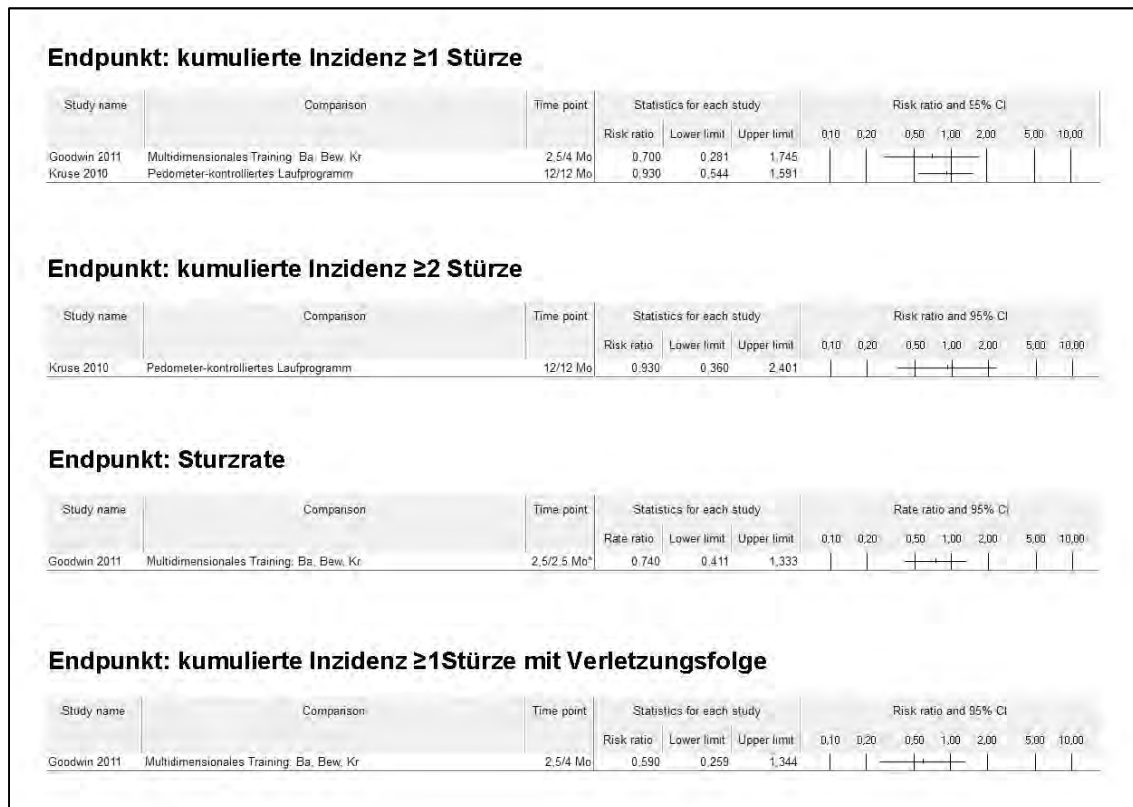 Endpunkt: kumulierte Inzidenz ≥1 Stürze
Study name Comparison Time point Statistics for each study Risk ratio and 95% CI
Risk ratio Lower limit Upper limit 0,10 0,20 0,50 1,00 2,00 5,00 10,00
Goodwin 2011 Multidimensionales Training: Ba, Bew, Kr 2,5/4 Mo 0,700 0,281 1,745
Kruse 2010 Pedometer-kontrolliertes Laufprogramm 12/12 Mo 0,930 0,544 1,591
Endpunkt: kumulierte Inzidenz ≥2 Stürze
Study name Comparison Time point Statistics for each study Risk ratio and 95% CI
Risk ratio Lower limit Upper limit 0,10 0,20 0,50 1,00 2,00 5,00 10,00
Kruse 2010 Pedometer-kontrolliertes Laufprogramm 12/12 Mo 0,930 0,360 2,401
Endpunkt: Sturzrate
Study name Comparison Time point Statistics for each study Rate ratio and 95% CI
Rate ratio Lower limit Upper limit 0,10 0,20 0,50 1,00 2,00 5,00 10,00
Goodwin 2011 Multidimensionales Training: Ba, Bew, Kr 2,5/2,5 Mo* 0,740 0,411 1,333
Endpunkt: kumulierte Inzidenz ≥1Stürze mit Verletzungsfolge
Study name Comparison Time point Statistics for each study Risk ratio and 95% CI
Risk ratio Lower limit Upper limit 0,10 0,20 0,50 1,00 2,00 5,00 10,00
Goodwin 2011 Multidimensionales Training: Ba, Bew, Kr 2,5/4 Mo 0,590 0,259 1,344